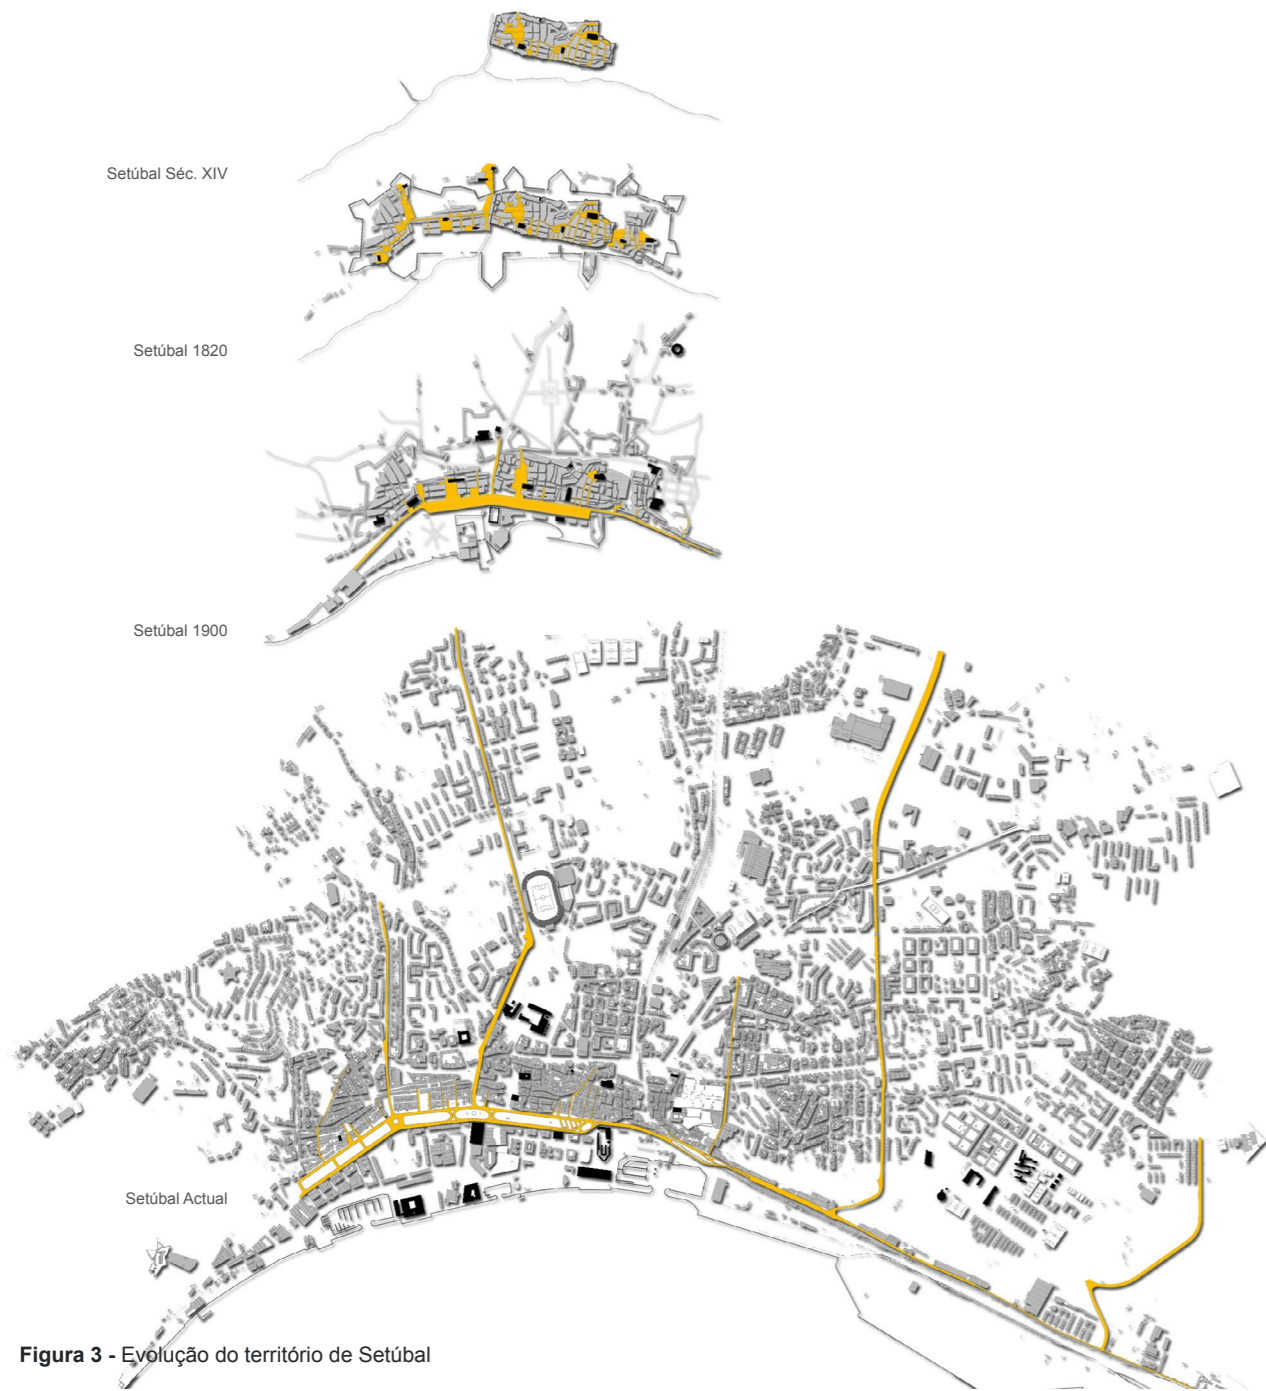 Setúbal Séc. XIV
Setúbal 1820
Setúbal 1900
Setúbal Actual
Figura 3 - Evolução do território de Setúbal